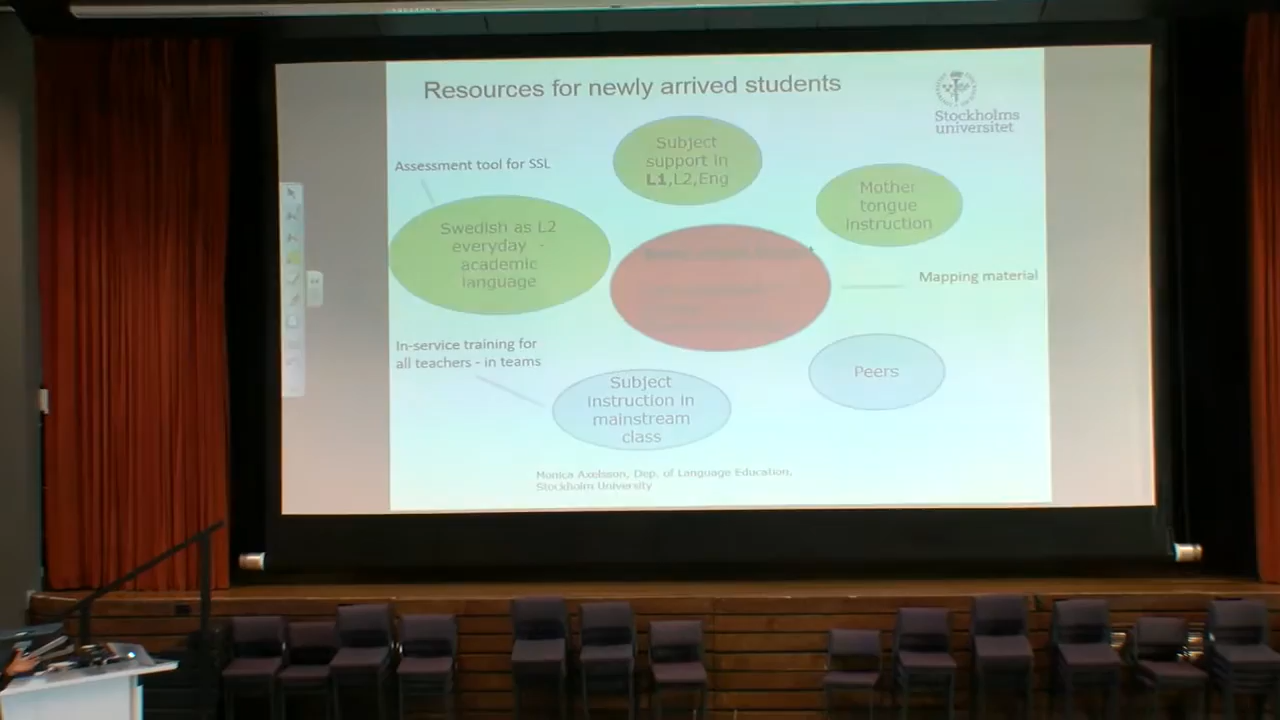 Resources for newly arrived students
Stockholms
universitet
Assessment tool for SSL
Subject
support in
L1,L2,Eng
Mother
tongue
instruction
Swedish as L2
everyday -
academic
language
Mapping material
In-service training for
all teachers - in teams
Peers
Subject
instruction in
mainstream
class
Monica Axelsson, Dep. of Language Education,
Stockholm University